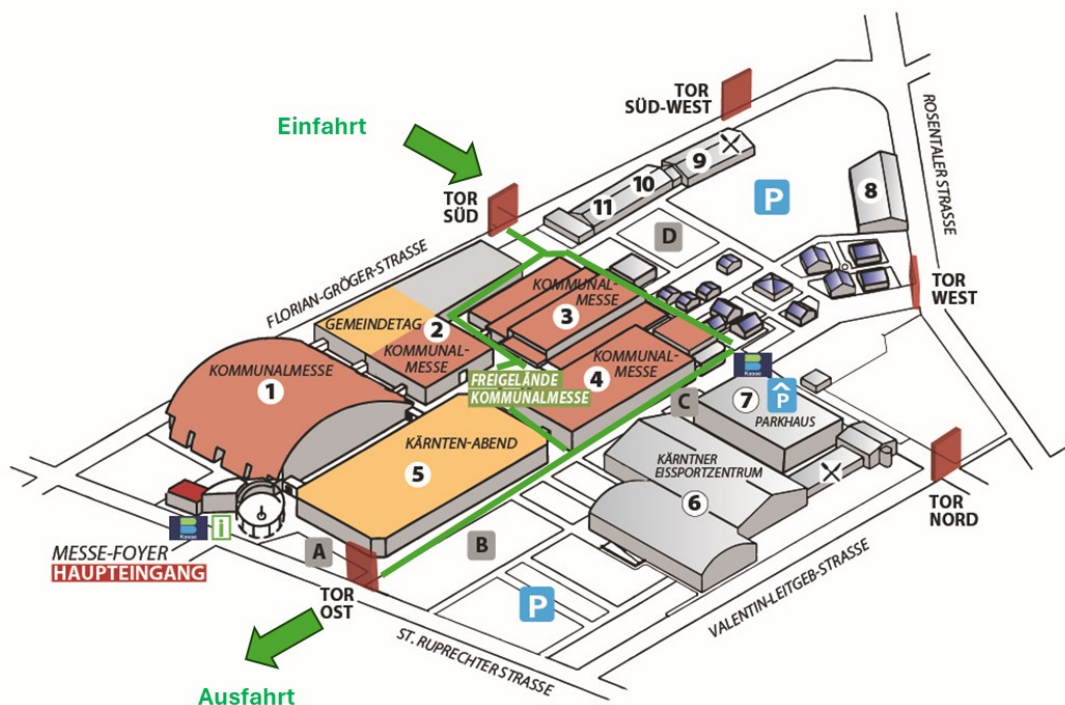 TOR
SÜD-WEST
Einfahrt
ROSENTALER STRASSE
9
10
11
8
P
TOR
SÜD
D
FLORIAN-GRÖGER-STRASSE
KOMMUNAL-
MESSE
3
TOR
WEST
GEMEINDETAG
2
KOMMUNAL-
MESSE
KOMMUNAL-
MESSE
4
KOMMUNALMESSE
1
FREIGELÄNDE
KOMMUNALMESSE
B
Kasse
7
P
PARKHAUS
C
KÄRNTEN-ABEND
5
KÄRNTNER
EISSPORTZENTRUM
6
TOR
NORD
B
Kasse
i
MESSE-FOYER
HAUPTEINGANG
A
B
TOR
OST
P
VALENTIN-LEITGEB-STRASSE
ST. RUPRECHTER STRASSE
Ausfahrt